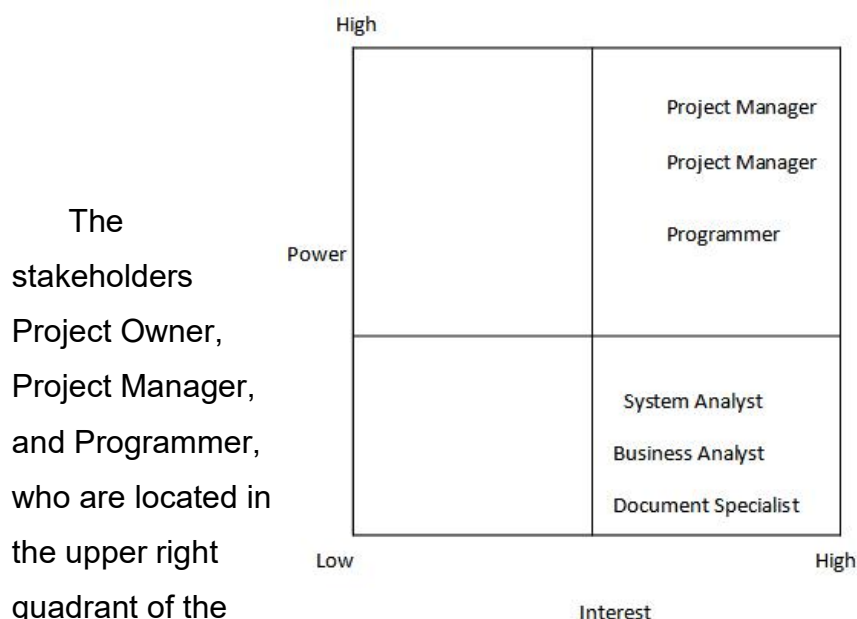 High
Project Manager
Project Manager
Programmer
Power
System Analyst
Business Analyst
Document Specialist
Low
High
Interest
The
stakeholders
Project Owner,
Project Manager,
and Programmer,
who are located in
the upper right
quadrant of the